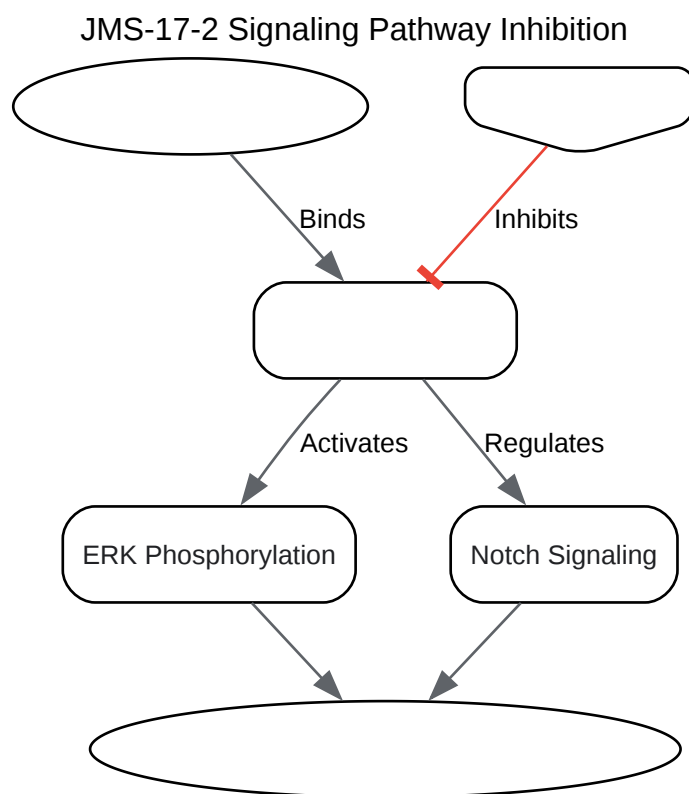 JMS-17-2 Signaling Pathway Inhibition
Binds
Inhibits
Activates
Regulates
ERK Phosphorylation
Notch Signaling